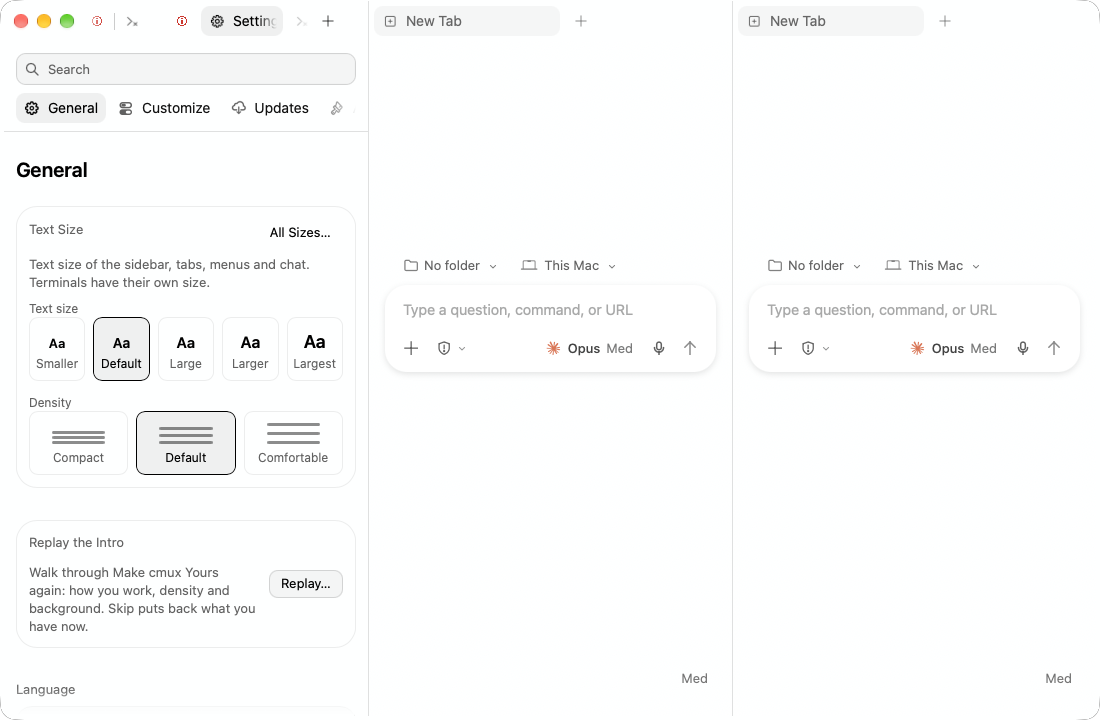 Setting
Search
General
Customize
Updates
General
Text Size
All Sizes...
Text size of the sidebar, tabs, menus and chat.
Terminals have their own size.
Text size
Aa
Smaller
Aa
Default
Aa
Large
Aa
Larger
Aa
Largest
Density
Compact
Default
Comfortable
Replay the Intro
Walk through Make cmux Yours
again: how you work, density and
background. Skip puts back what you
have now.
Replay...
Language
New Tab
No folder
This Mac
Type a question, command, or URL
Opus Med
Med
New Tab
No folder
This Mac
Type a question, command, or URL
Opus Med
Med